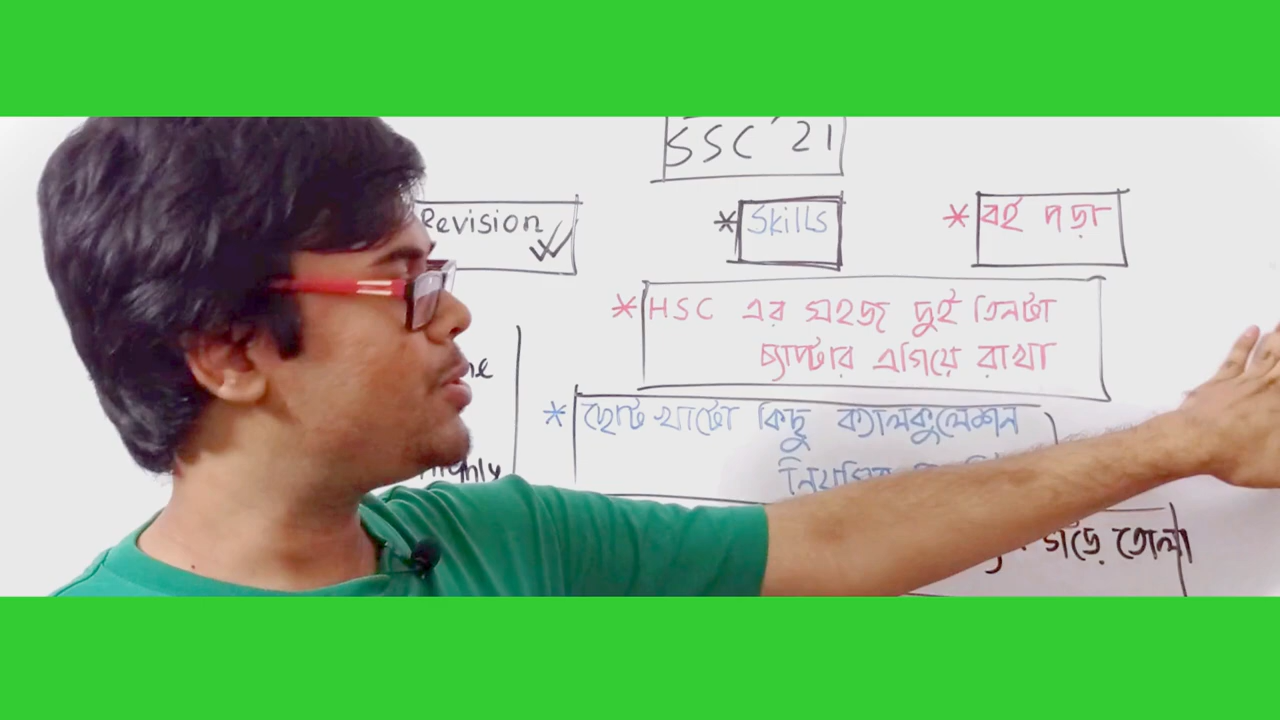 SSC '21
Revision
* Skills
* বই পড়া
* HSC এর সহজ দুই তিনটা
চ্যাপ্টার এগিয়ে রাখা
* ছোট খাটো কিছু ক্যালকুলেশন
গড়ে তোলা